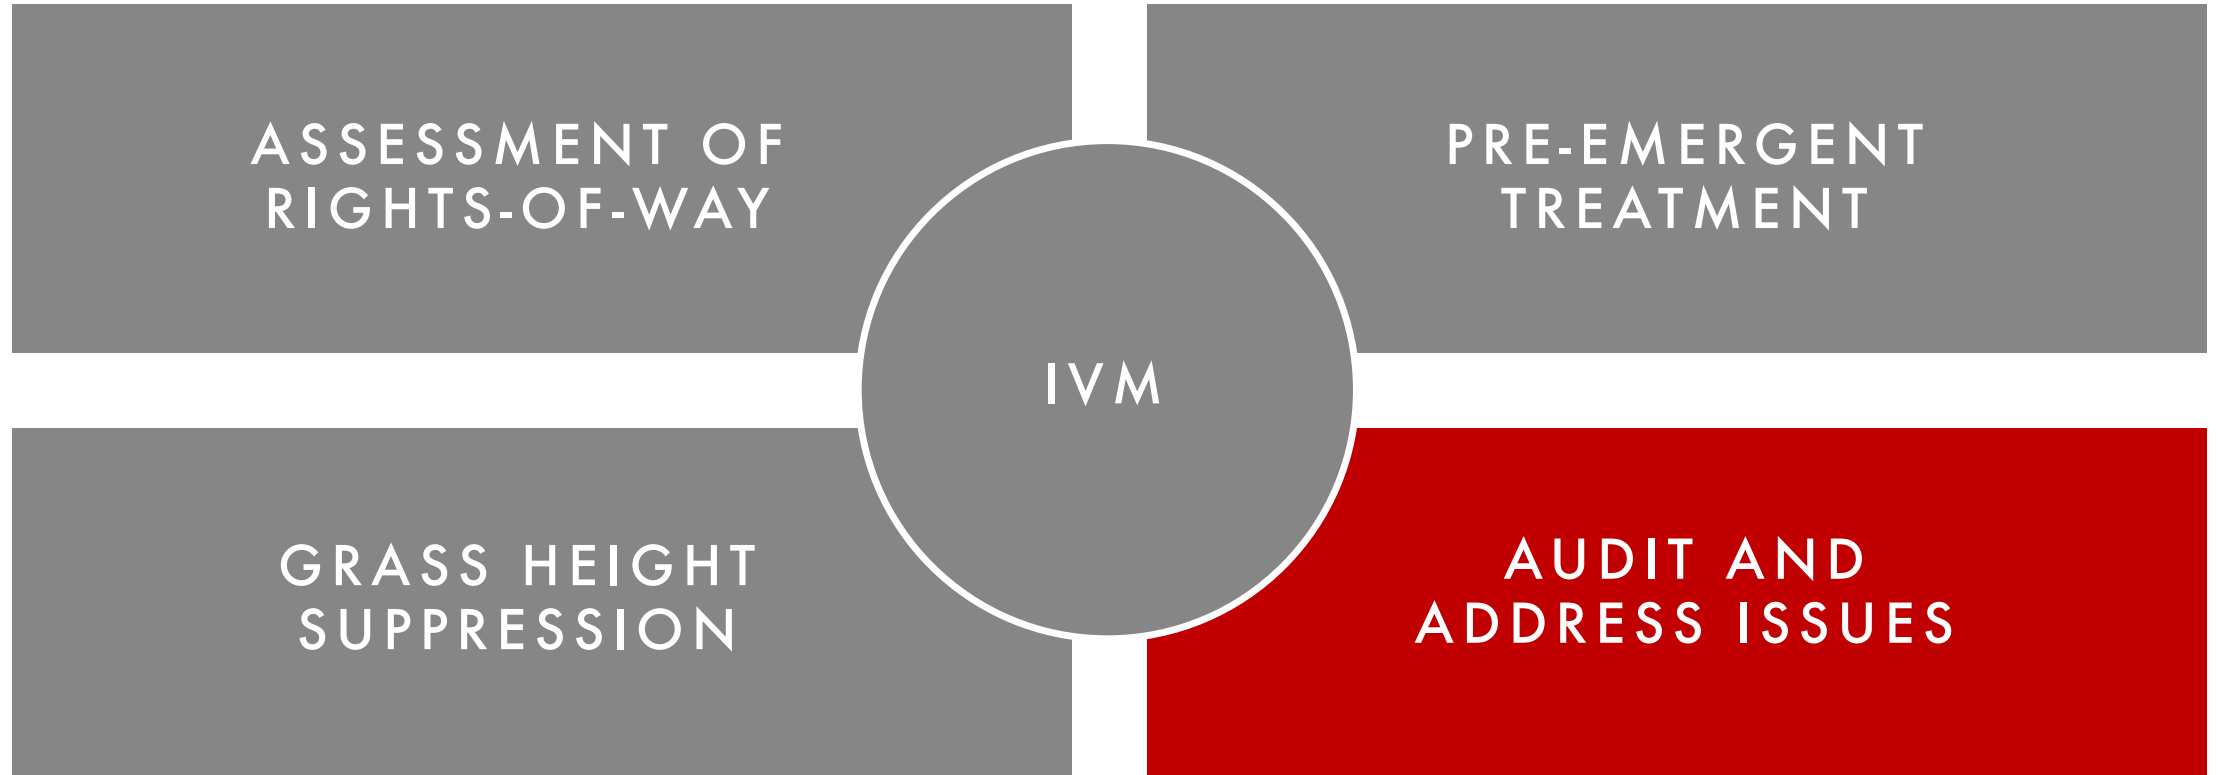 ASSESSMENT OF
RIGHTS-OF-WAY
PRE-EMERGENT
TREATMENT
IVM
GRASS HEIGHT
SUPPRESSION
AUDIT AND
ADDRESS ISSUES